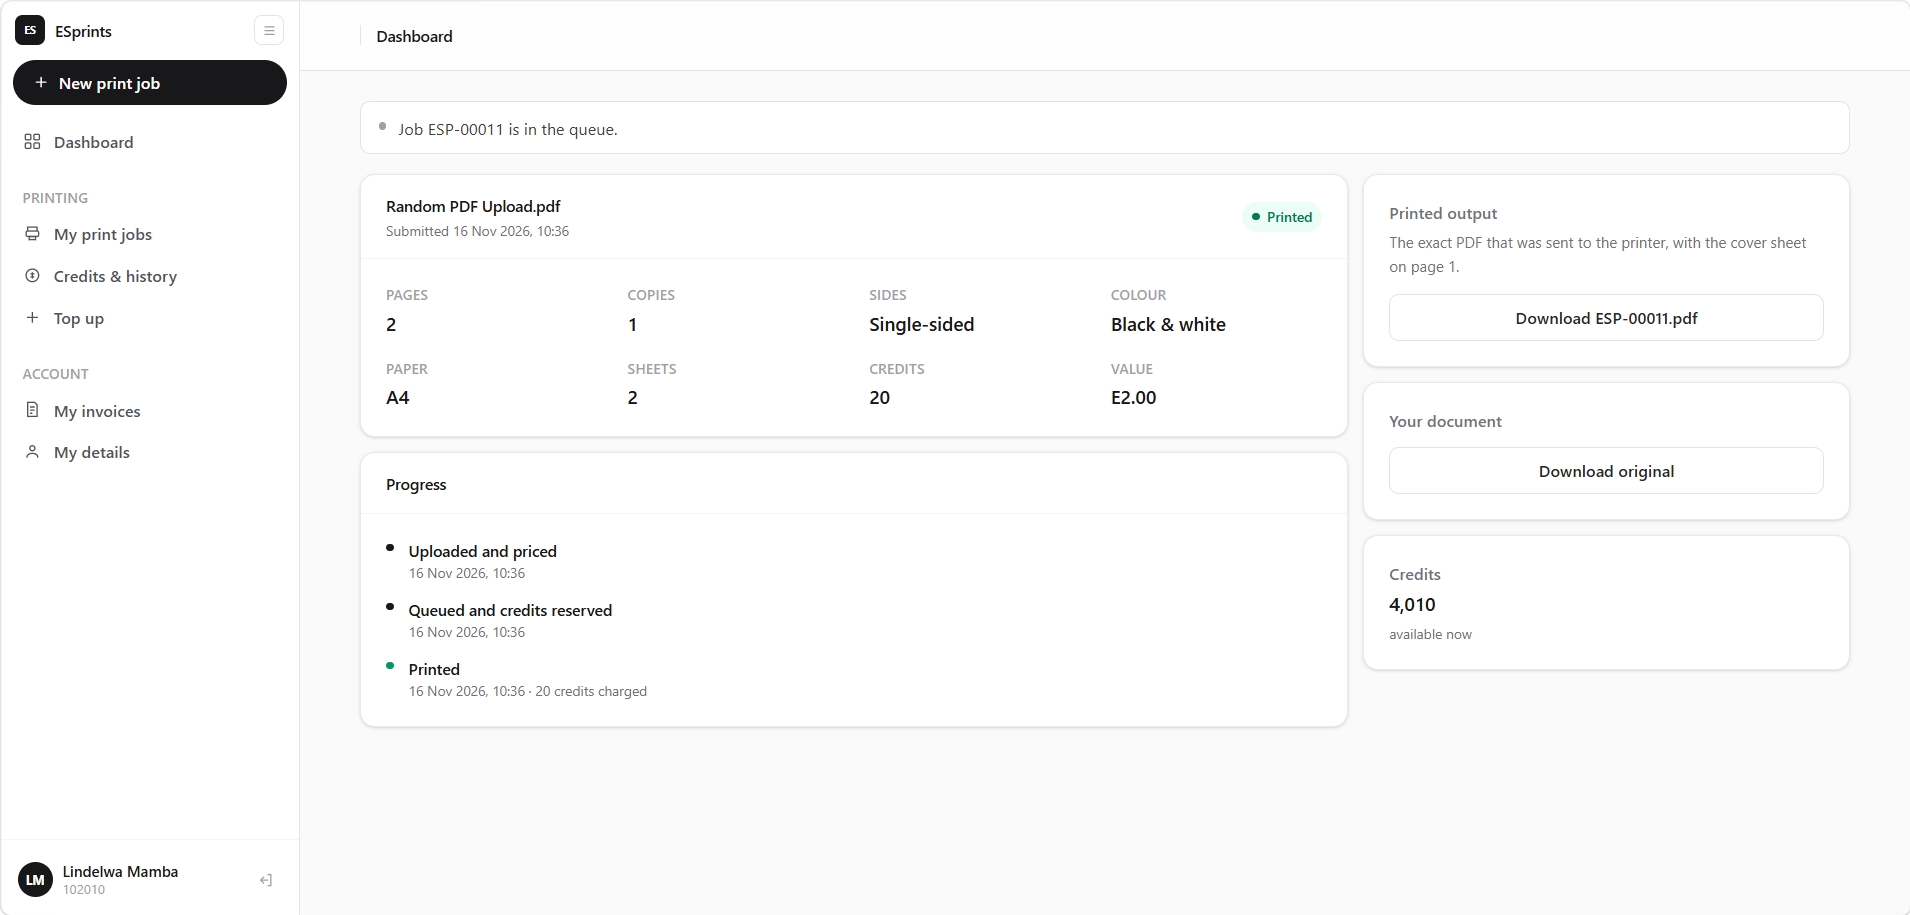 ES
ESprints
+ New print job
Dashboard
PRINTING
My print jobs
Credits & history
+ Top up
ACCOUNT
My invoices
My details
LM
Lindelwa Mamba
102010
Dashboard
Job ESP-00011 is in the queue.
Random PDF Upload.pdf
Submitted 16 Nov 2026, 10:36
Printed
PAGES
2
COPIES
1
SIDES
Single-sided
COLOUR
Black & white
PAPER
A4
SHEETS
2
CREDITS
20
VALUE
E2.00
Progress
Uploaded and priced
16 Nov 2026, 10:36
Queued and credits reserved
16 Nov 2026, 10:36
Printed
16 Nov 2026, 10:36 · 20 credits charged
Printed output
The exact PDF that was sent to the printer, with the cover sheet
on page 1.
Download ESP-00011.pdf
Your document
Download original
Credits
4,010
available now